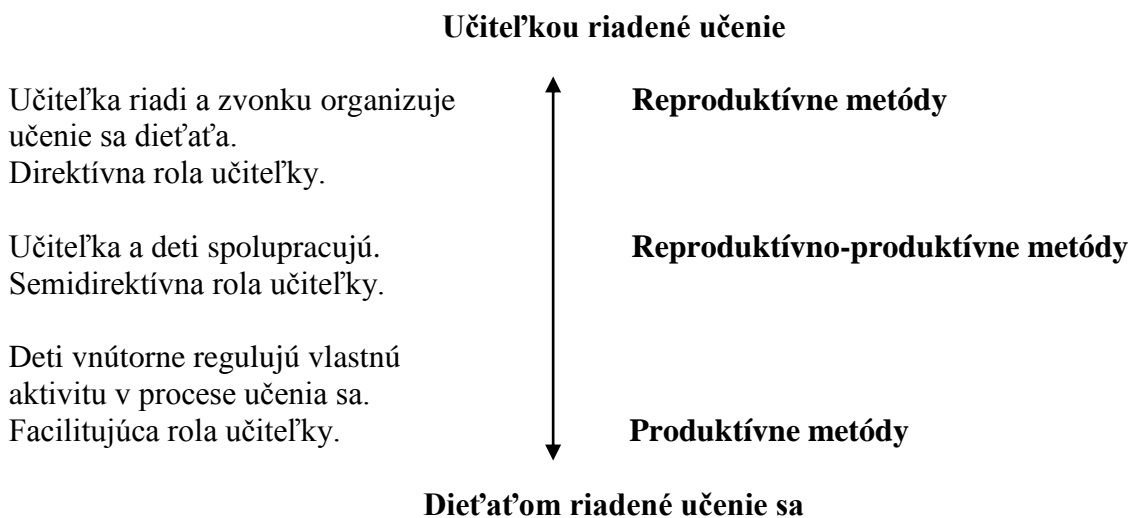 Učiteľkou riadené učenie
Učiteľka riadi a zvonku organizuje
učenie sa dieťaťa.
Direktívna rola učiteľky.
Reproduktívne metódy
Učiteľka a deti spolupracujú.
Semidirektívna rola učiteľky.
Reproduktívno-produktívne metódy
Deti vnútorne regulujú vlastnú
aktivitu v procese učenia sa.
Facilitujúca rola učiteľky.
Produktívne metódy
Dieťaťom riadené učenie sa